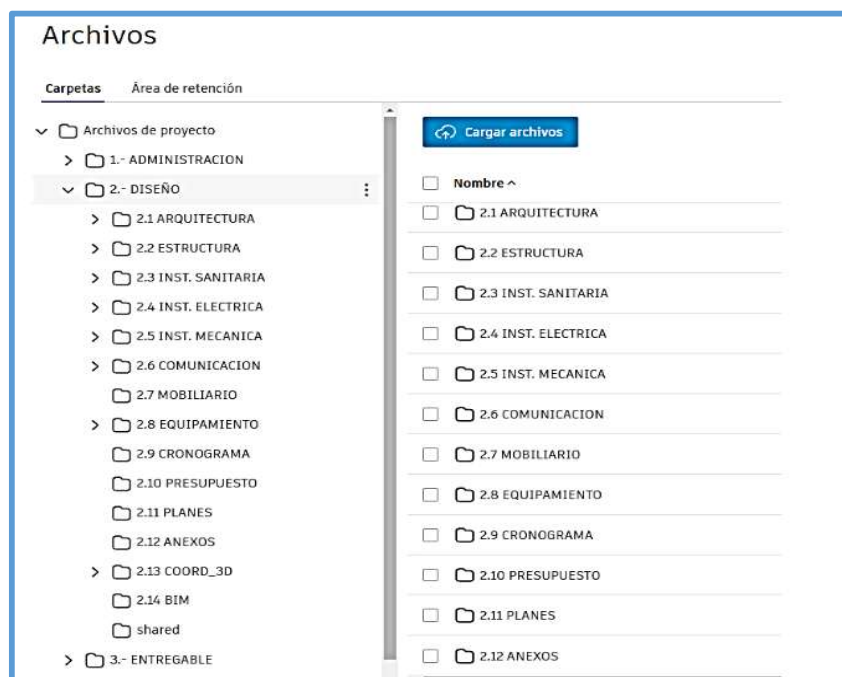 Archivos
Carpetas Área de retención
Archivos de proyecto
1.- ADMINISTRACION
2.- DISEÑO
2.1 ARQUITECTURA
2.2 ESTRUCTURA
2.3 INST. SANITARIA
2.4 INST. ELECTRICA
2.5 INST. MECANICA
2.6 COMUNICACION
2.7 MOBILIARIO
2.8 EQUIPAMIENTO
2.9 CRONOGRAMA
2.10 PRESUPUESTO
2.11 PLANES
2.12 ANEXOS
2.13 COORD_3D
2.14 BIM
shared
3.- ENTREGABLE
Cargar archivos
Nombre
2.1 ARQUITECTURA
2.2 ESTRUCTURA
2.3 INST. SANITARIA
2.4 INST. ELECTRICA
2.5 INST. MECANICA
2.6 COMUNICACION
2.7 MOBILIARIO
2.8 EQUIPAMIENTO
2.9 CRONOGRAMA
2.10 PRESUPUESTO
2.11 PLANES
2.12 ANEXOS